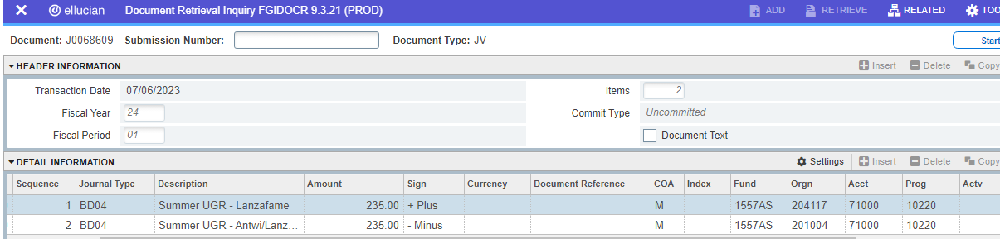 ellucian Document Retrieval Inquiry FGIDOCR 9.3.21 (PROD) ADD RETRIEVE RELATED TOO
Document: J0068609 Submission Number: Document Type: JV Start
HEADER INFORMATION Insert Delete Copy
Transaction Date 07/06/2023 Items 2
Fiscal Year 24 Commit Type Uncommitted
Fiscal Period 01 Document Text
DETAIL INFORMATION Settings Insert Delete Copy
Sequence Journal Type Description Amount Sign Currency Document Reference COA Index Fund Orgn Acct Prog Actv
1 BD04 Summer UGR - Lanzafame 235.00 + Plus M 1557AS 204117 71000 10220
2 BD04 Summer UGR - Antwi/Lanz... 235.00 - Minus M 1557AS 201004 71000 10220